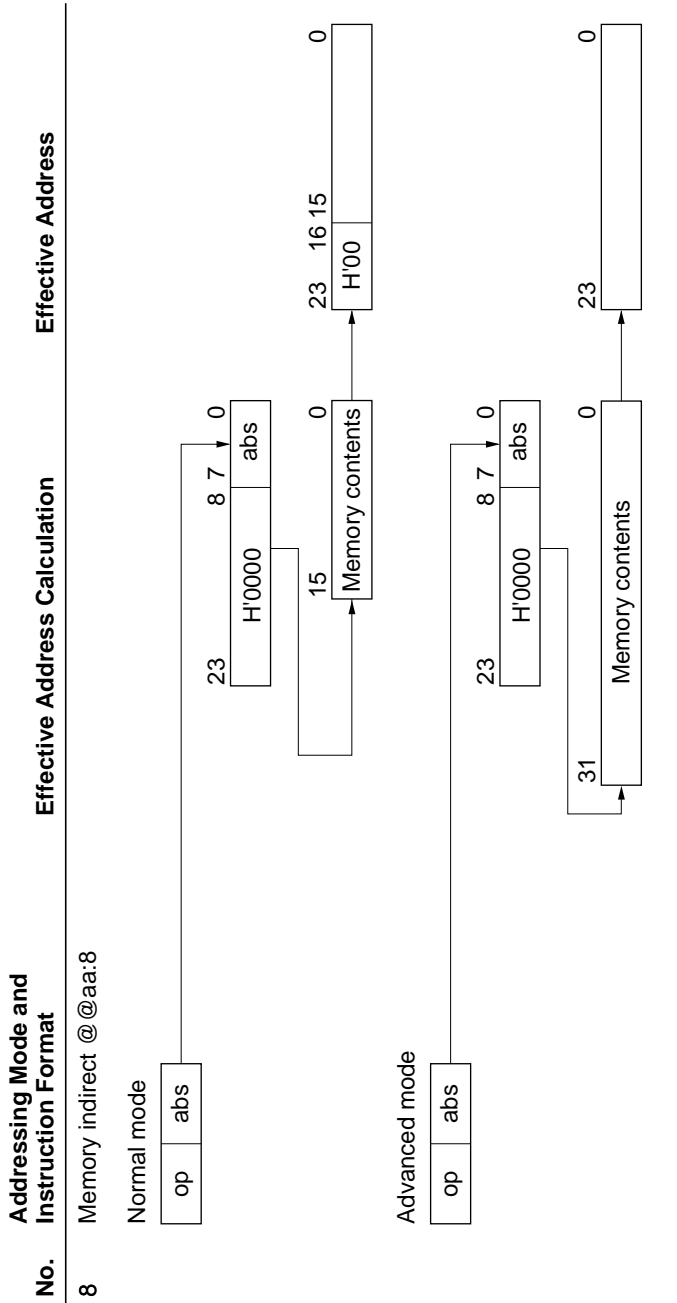 Addressing Mode and
No. Instruction Format Effective Address Calculation Effective Address
8 Memory indirect @@aa:8
Normal mode
op abs
23 8 7 0
H'0000 abs
15 0
Memory contents
23 16 15 0
H'00
Advanced mode
op abs
23 8 7 0
H'0000 abs
31 0
Memory contents
23 0